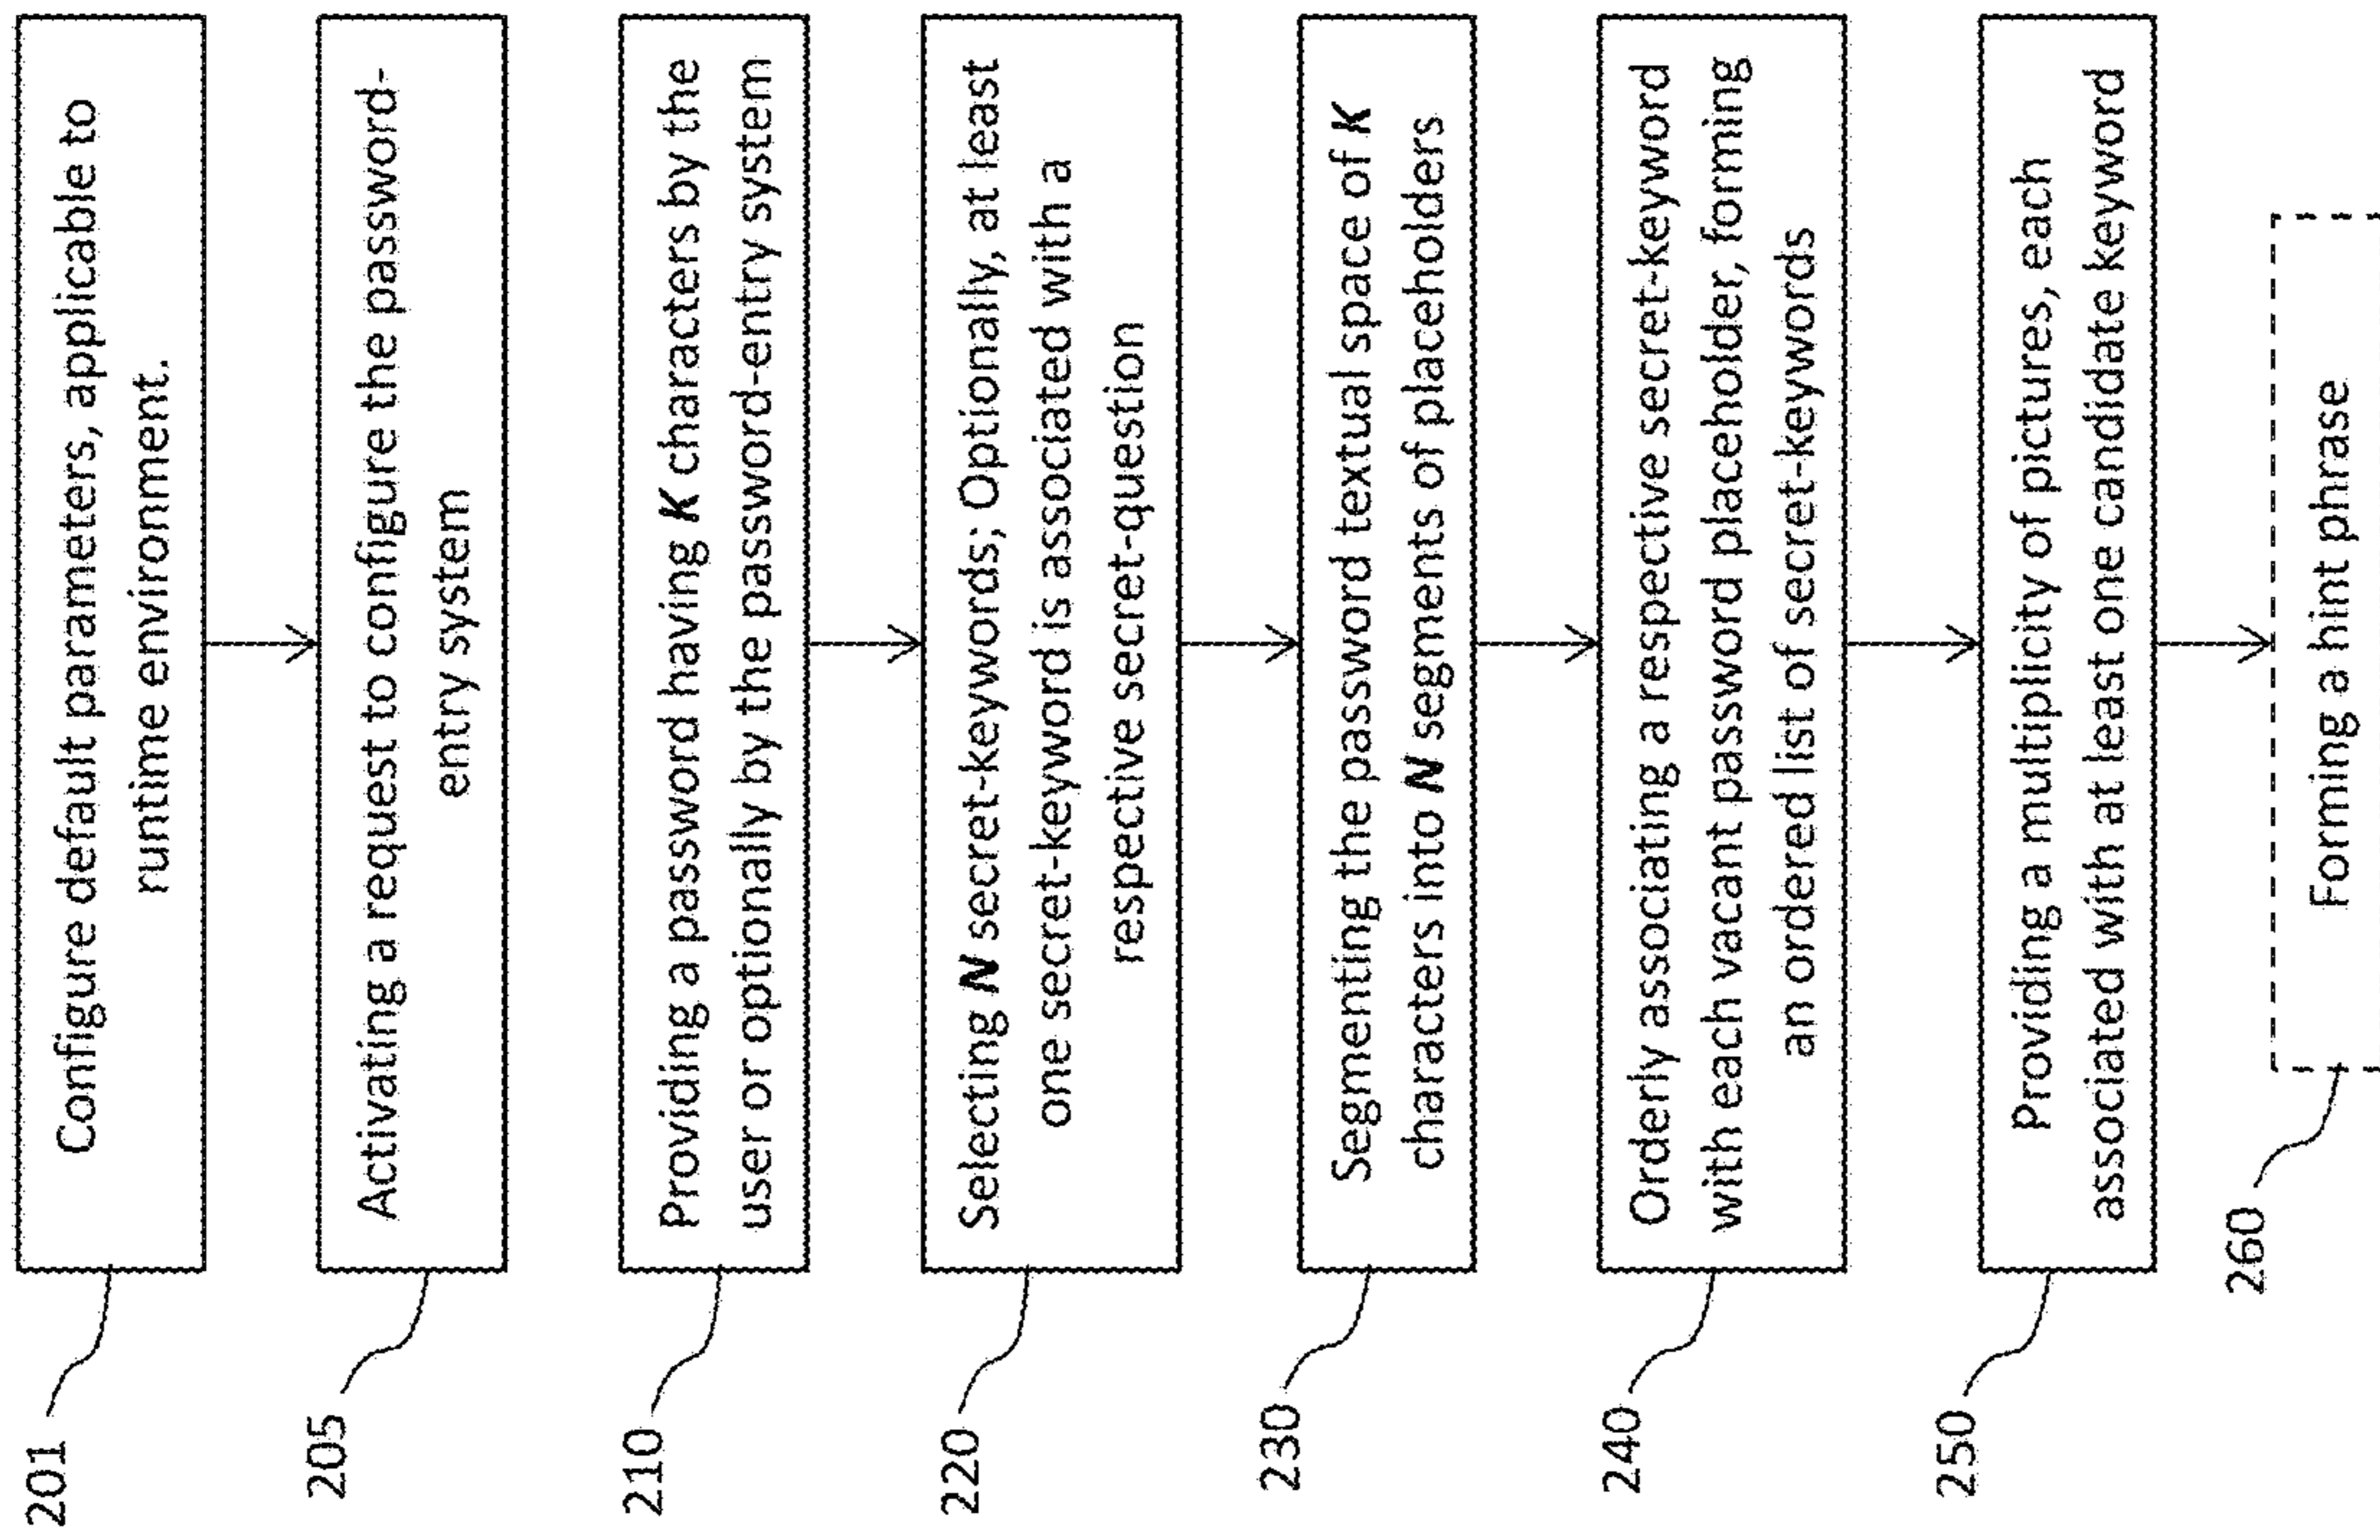 201
Configure default parameters, applicable to
runtime environment.
205
Activating a request to configure the password-
entry system
210
Providing a password having K characters by the
user or optionally by the password-entry system
220
Selecting N secret-keywords; Optionally, at least
one secret-keyword is associated with a
respective secret-question
230
Segmenting the password textual space of K
characters into N segments of placeholders
240
Orderly associating a respective secret-keyword
with each vacant password placeholder, forming
an ordered list of secret-keywords
250
Providing a multiplicity of pictures, each
associated with at least one candidate keyword
260
Forming a hint phrase